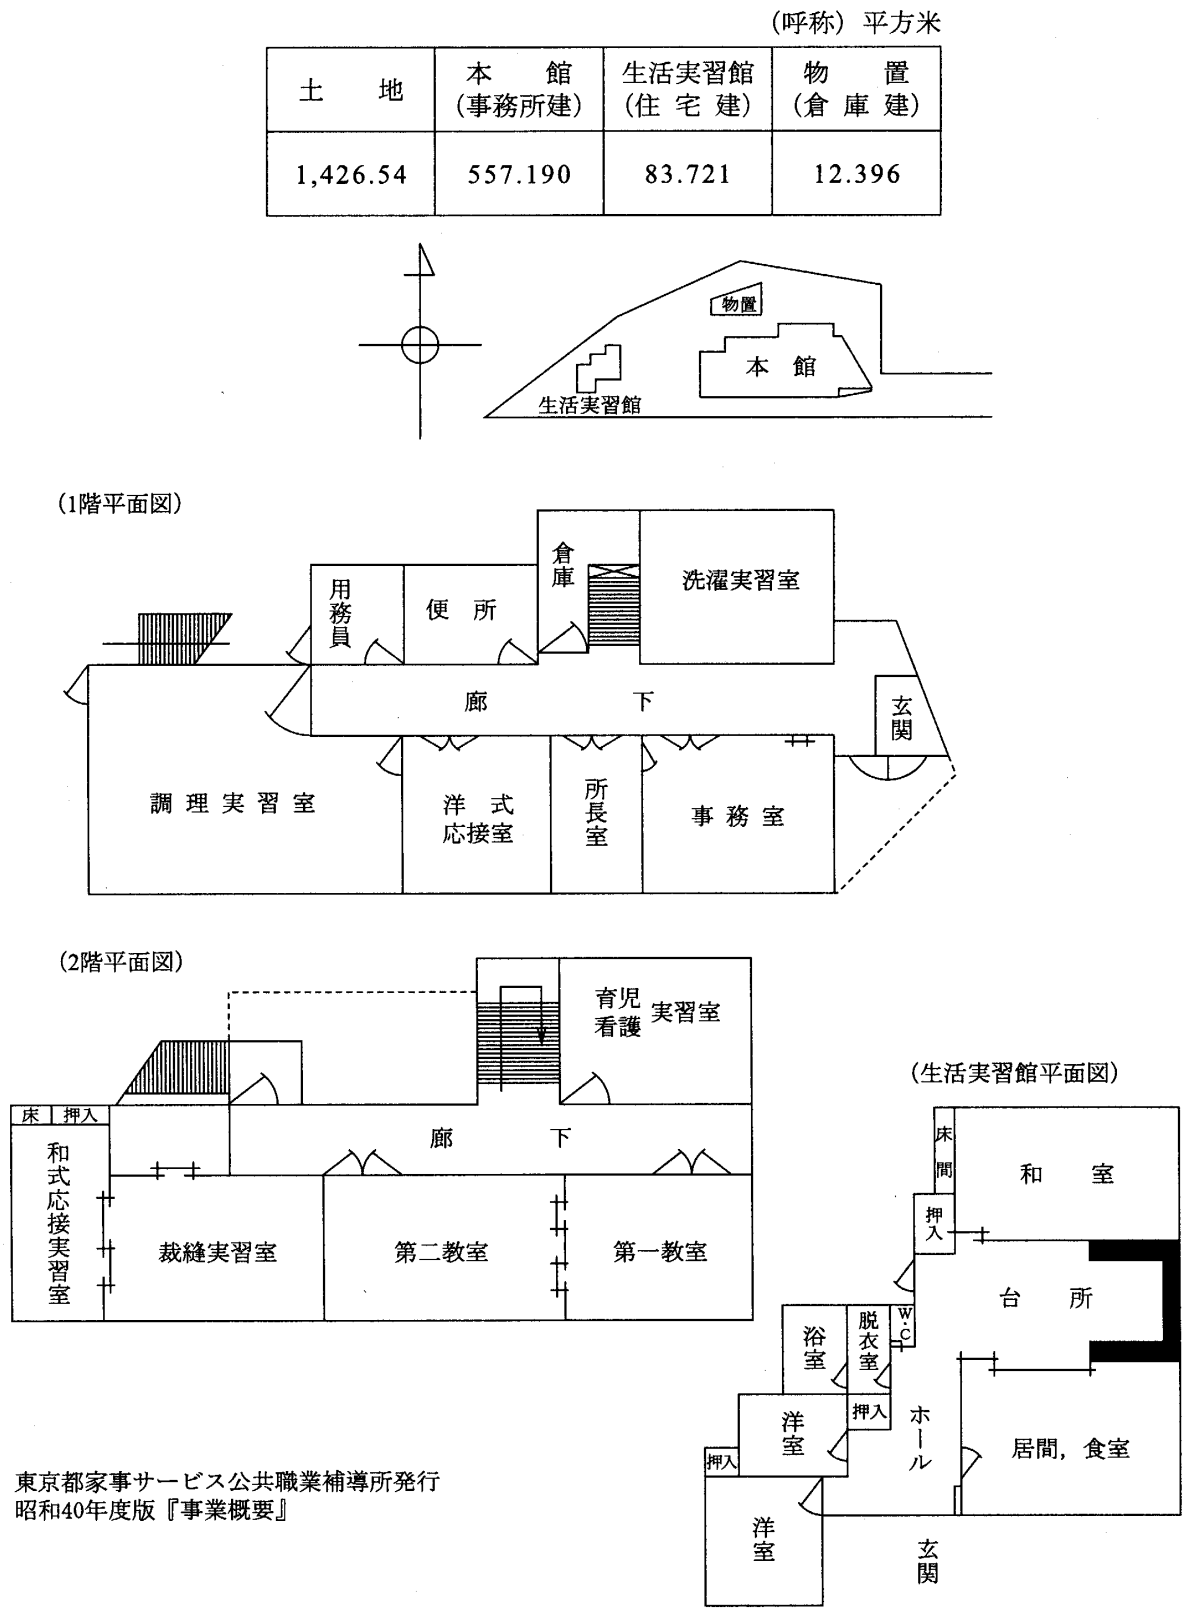 （呼称）平方米
土　地
本　館
（事務所建）
生活実習館
（住宅建）
物　置
（倉庫建）
1,426.54
557.190
83.721
12.396
物置
本館
生活実習館
（1階平面図）
用務員
便所
倉庫
洗濯実習室
廊下
玄関
調理実習室
洋式
応接室
所長室
事務室
（2階平面図）
育児
看護
実習室
床
押入
廊下
和式応接実習室
裁縫実習室
第二教室
第一教室
（生活実習館平面図）
床間
和室
押入
台所
W・C
脱衣室
浴室
押入
洋室
ホール
居間，食堂
押入
洋室
玄関
東京都家事サービス公共職業補導所発行
昭和40年度版『事業概要』